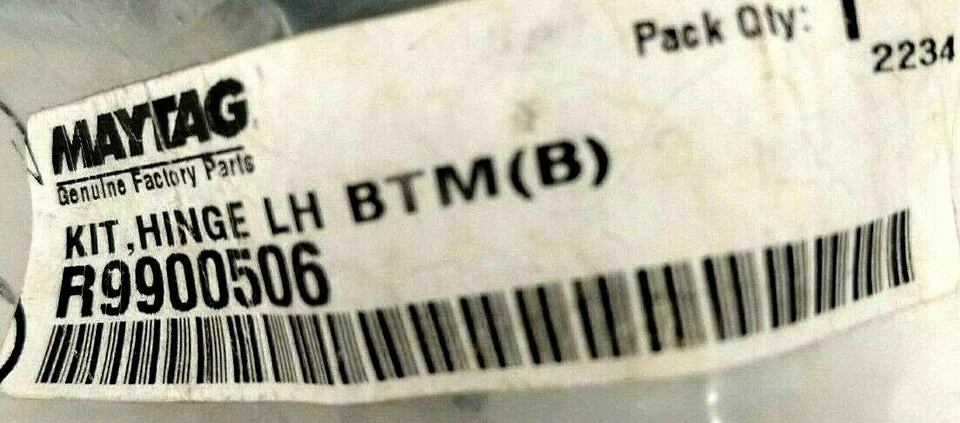 Pack Qty: 1
2234
MAYTAG
Genuine Factory Parts
KIT,HINGE LH BTM(B)
R9900506